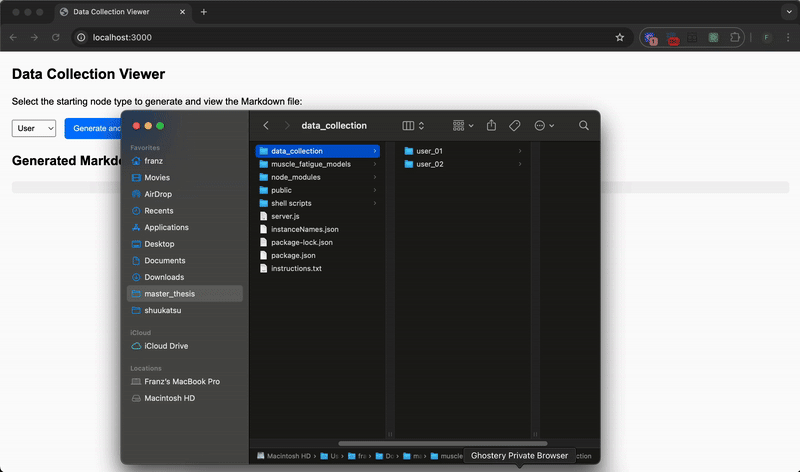 Data Collection Viewer
localhost:3000
F
Data Collection Viewer
Select the starting node type to generate and view the Markdown file:
User
Generate and
Generated Markdo
data_collection
Favorites
franz
Movies
AirDrop
Recents
Applications
Desktop
Documents
Downloads
master_thesis
shuukatsu
iCloud
iCloud Drive
Locations
Franz's MacBook Pro
Macintosh HD
data_collection
muscle_fatigue_models
node_modules
public
shell scripts
server.js
instanceNames.json
package-lock.json
package.json
instructions.txt
user_01
user_02
Macintosh HD
fra
Do
ma
muscle
ction
Ghostery Private Browser